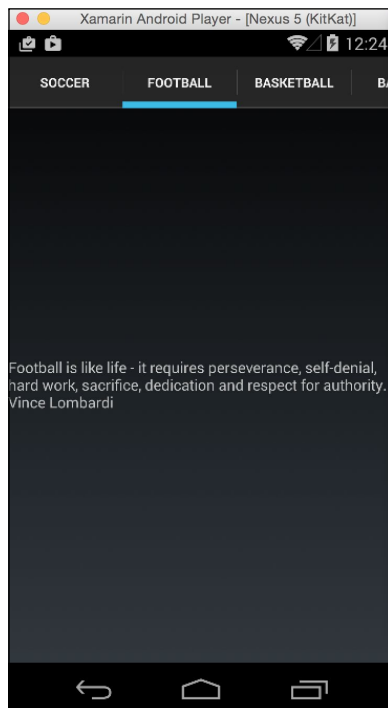 Xamarin Android Player - [Nexus 5 (KitKat)]
12:24
SOCCER FOOTBALL BASKETBALL BA
Football is like life - it requires perseverance, self-denial,
hard work, sacrifice, dedication and respect for authority.
Vince Lombardi